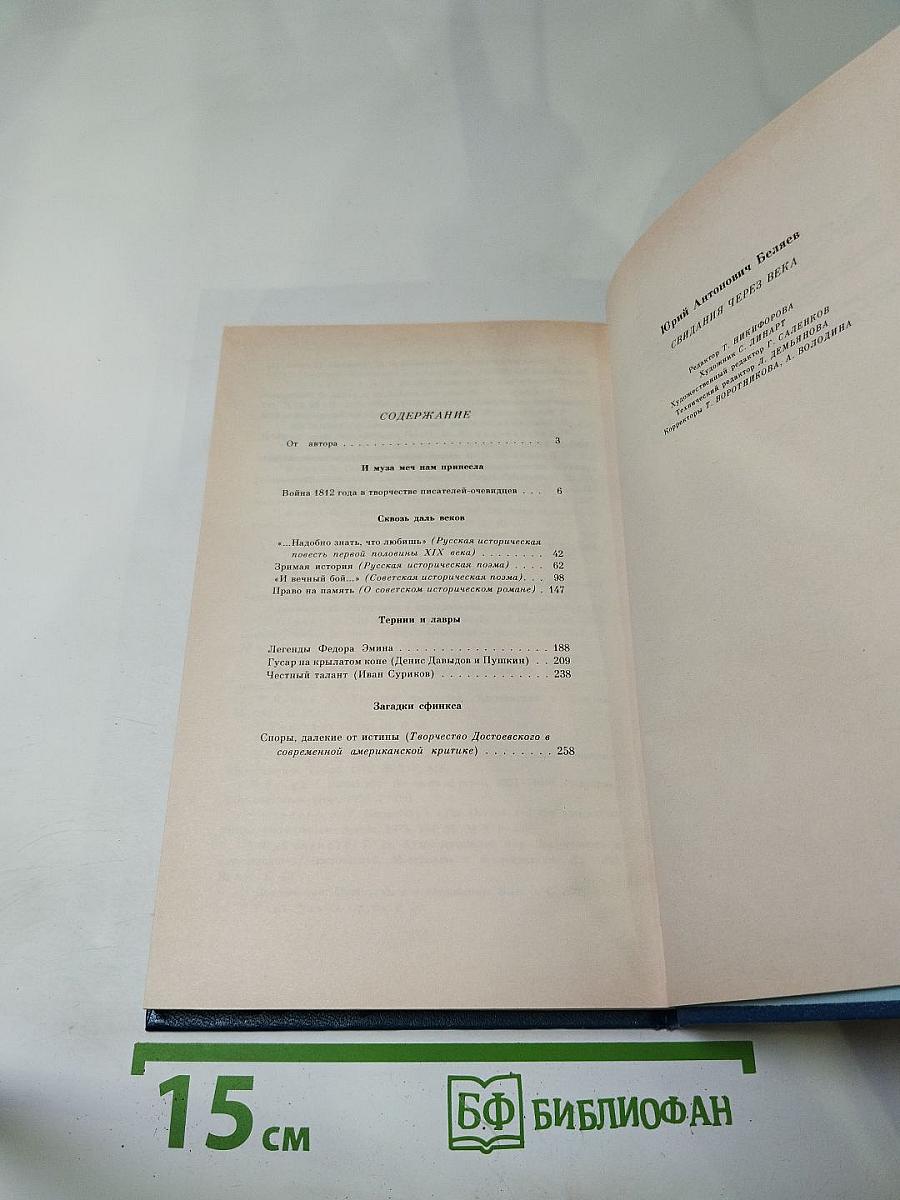 СОДЕРЖАНИЕ
От автора . . . . . . . . . . . . . . . . . . . . . . . . . . 3
И муза меч нам принесла
Война 1812 года в творчестве писателей-очевидцев . . . 6
Сквозь даль веков
«...Надобно знать, что любишь» (Русская историческая
повесть первой половины XIX века) . . . . . . . . 42
Зримая история (Русская историческая поэма) . . . . 62
«И вечный бой...» (Советская историческая поэма). . . 98
Право на память (О советском историческом романе) . 147
Тернии и лавры
Легенды Федора Эмина . . . . . . . . . . . . . . . . . . 188
Гусар на крылатом коне (Денис Давыдов и Пушкин) . . 209
Честный талант (Иван Суриков) . . . . . . . . . . . . . 238
Загадки сфинкса
Споры, далекие от истины (Творчество Достоевского в
современной американской критике) . . . . . . . . 258
Юрий Антонович Беляев
СВИДАНИЯ ЧЕРЕЗ ВЕКА
Редактор Т. НИКИФОРОВА
Художник С. ЛИНАРТ
Художественный редактор Г. САЛЕНКОВ
Технический редактор Л. ДЕМЬЯНОВА
Корректоры Т. ВОРОТНИКОВА, А. ВОЛОДИНА
15 см
БФ БИБЛИОФАН